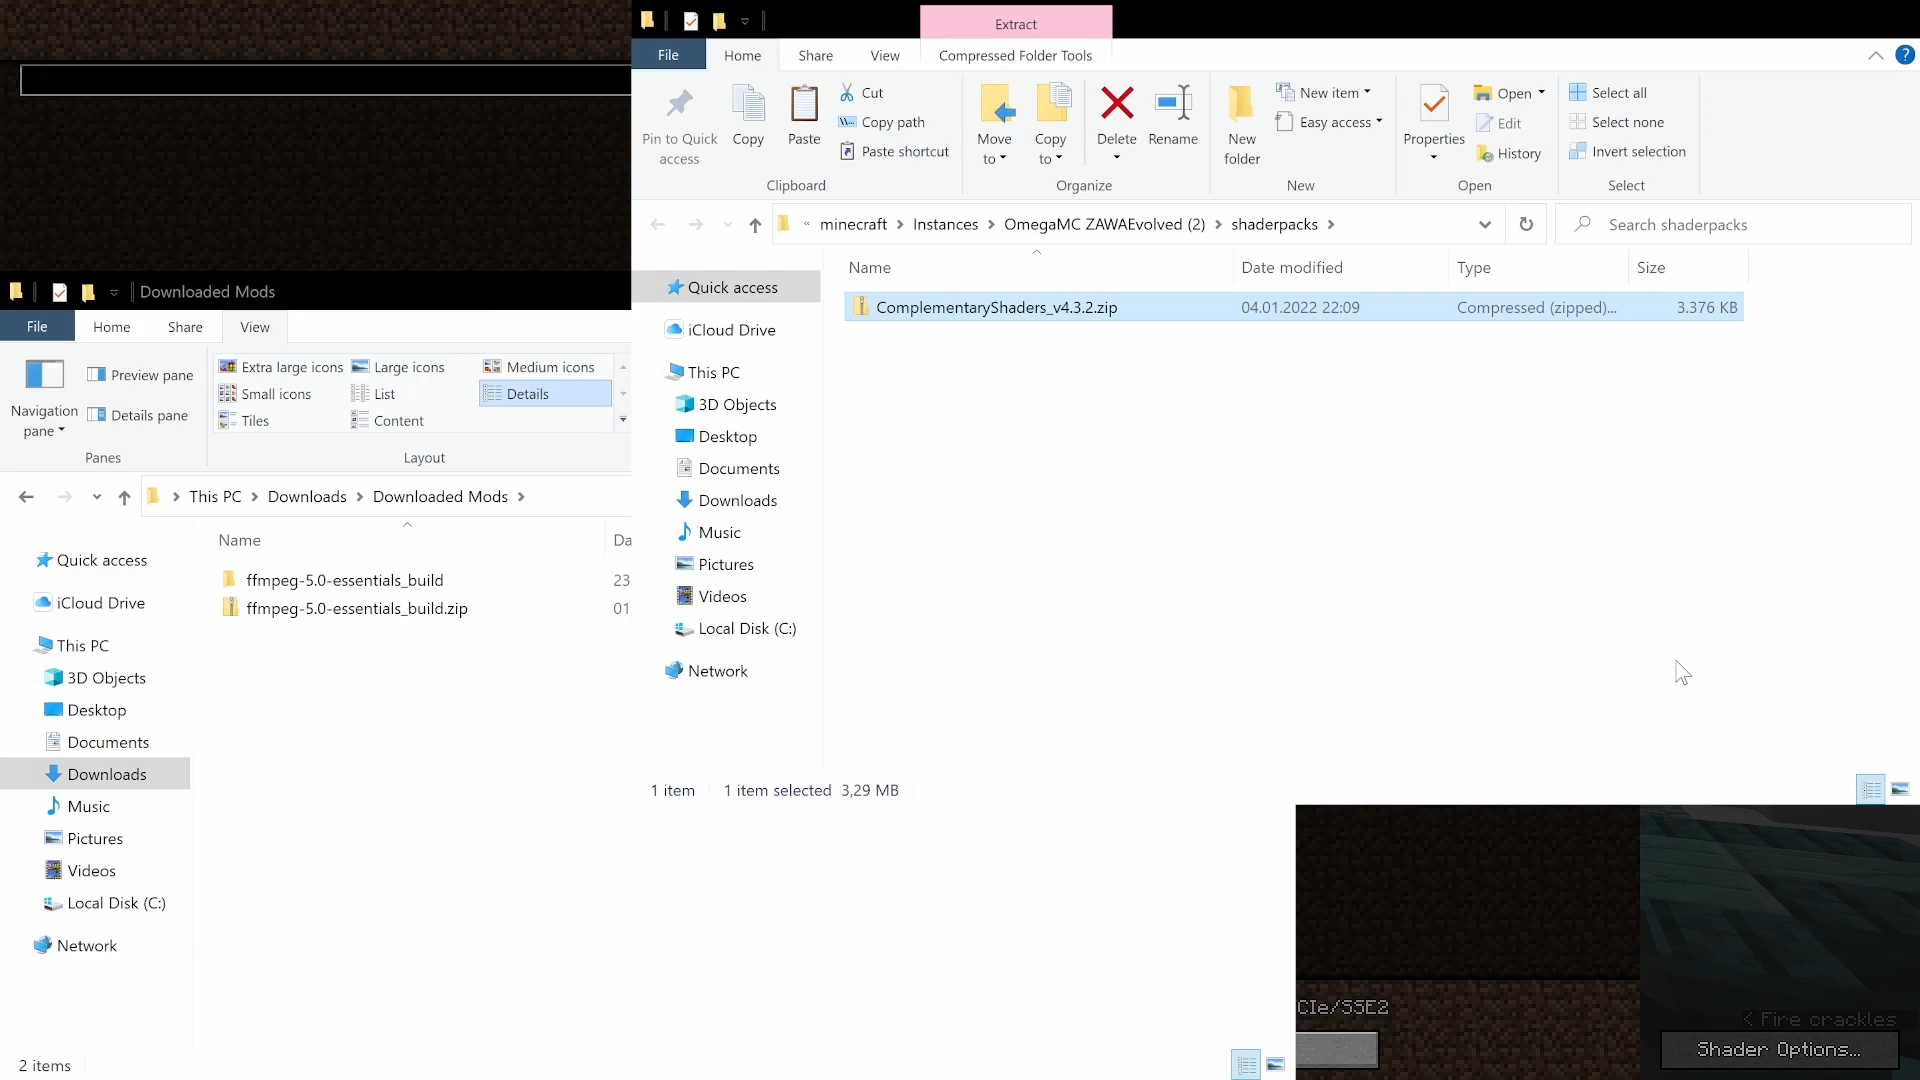 Extract
File
Home
Share
View
Compressed Folder Tools
Pin to Quick access
Copy
Paste
Cut
Copy path
Paste shortcut
Clipboard
Move to
Copy to
Delete
Rename
Organize
New folder
New item
Easy access
New
Properties
Open
Edit
History
Open
Select all
Select none
Invert selection
Select
« minecraft > Instances > OmegaMC ZAWAEvolved (2) > shaderpacks >
Search shaderpacks
Name
Date modified
Type
Size
ComplementaryShaders_v4.3.2.zip
04.01.2022 22:09
Compressed (zipped)...
3.376 KB
Quick access
iCloud Drive
This PC
3D Objects
Desktop
Documents
Downloads
Music
Pictures
Videos
Local Disk (C:)
Network
1 item
1 item selected 3,29 MB
Downloaded Mods
File
Home
Share
View
Navigation pane
Preview pane
Details pane
Panes
Extra large icons
Large icons
Medium icons
Small icons
List
Details
Tiles
Content
Layout
> This PC > Downloads > Downloaded Mods >
Name
Da
ffmpeg-5.0-essentials_build
23
ffmpeg-5.0-essentials_build.zip
01
Quick access
iCloud Drive
This PC
3D Objects
Desktop
Documents
Downloads
Music
Pictures
Videos
Local Disk (C:)
Network
2 items
CIe/SSE2
< Fire crackles
Shader Options...